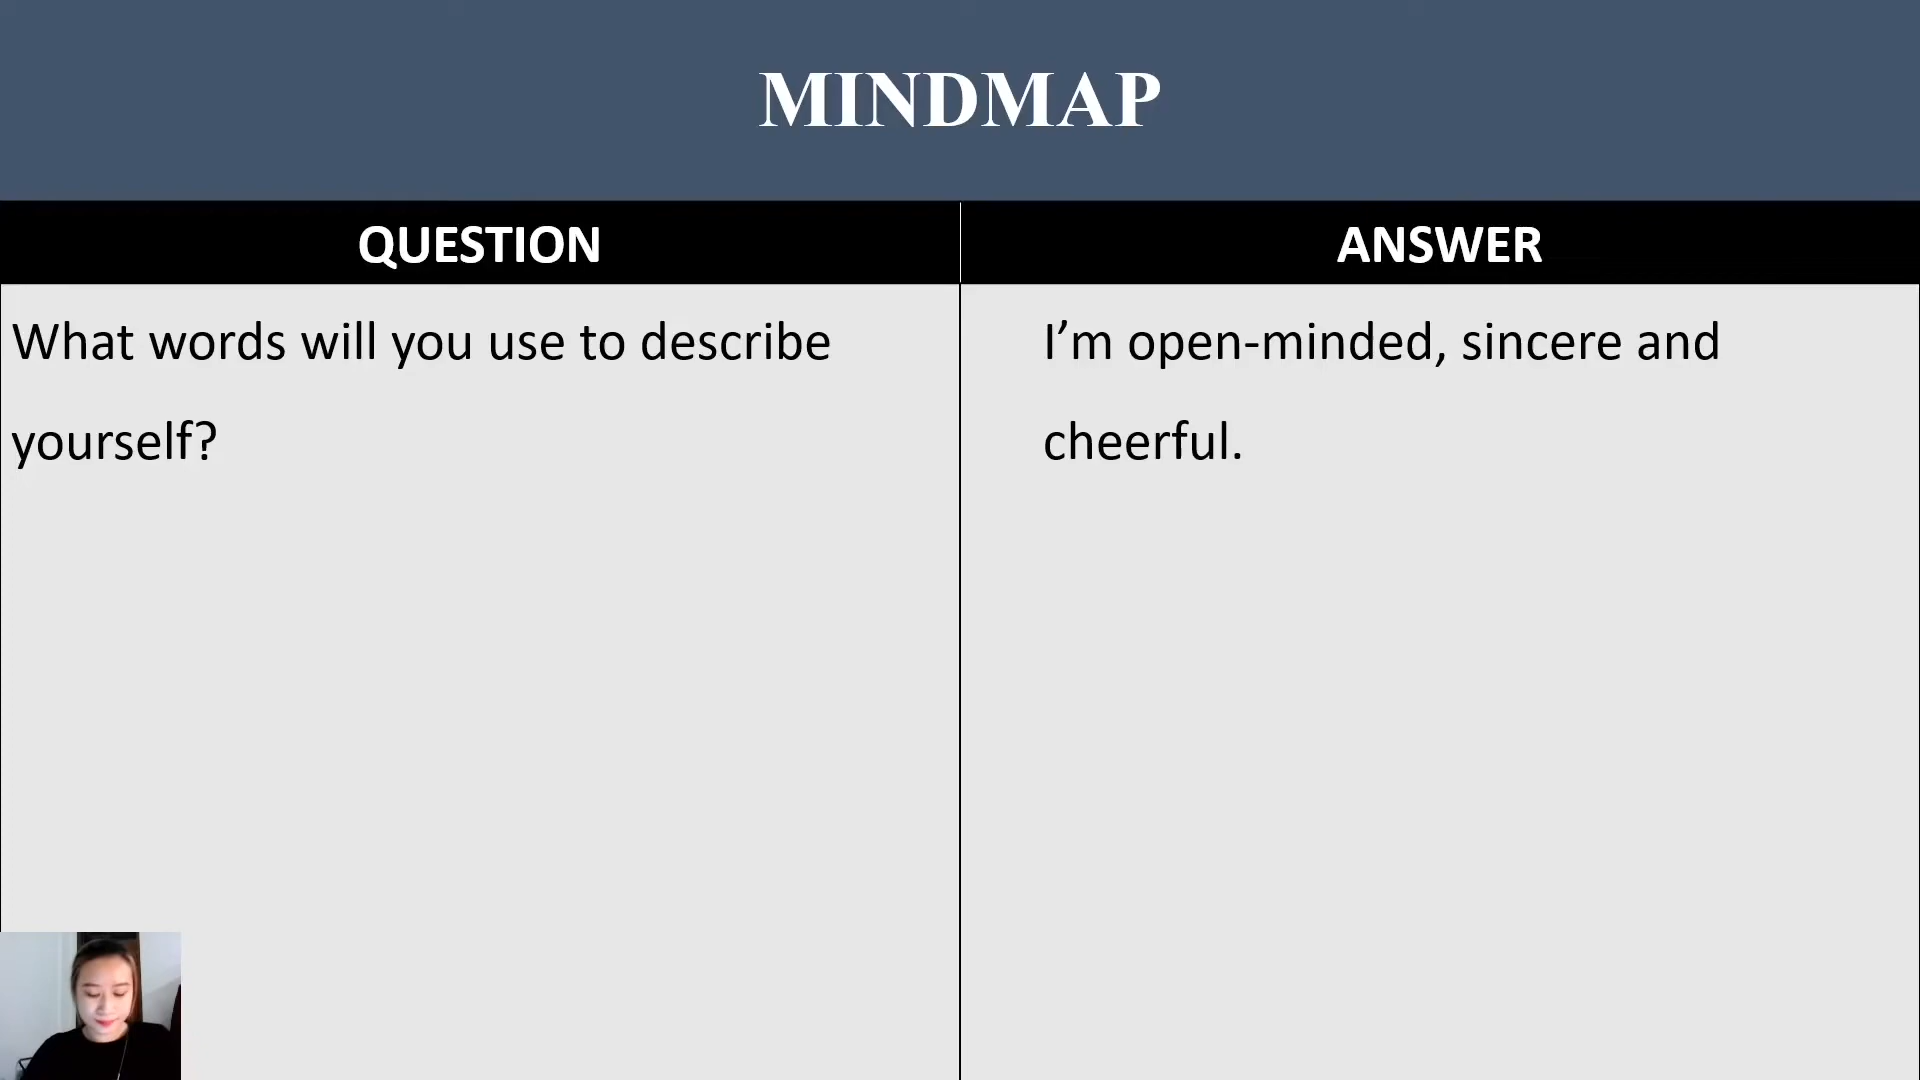 MINDMAP
QUESTION
ANSWER
What words will you use to describe
yourself?
I’m open-minded, sincere and
cheerful.